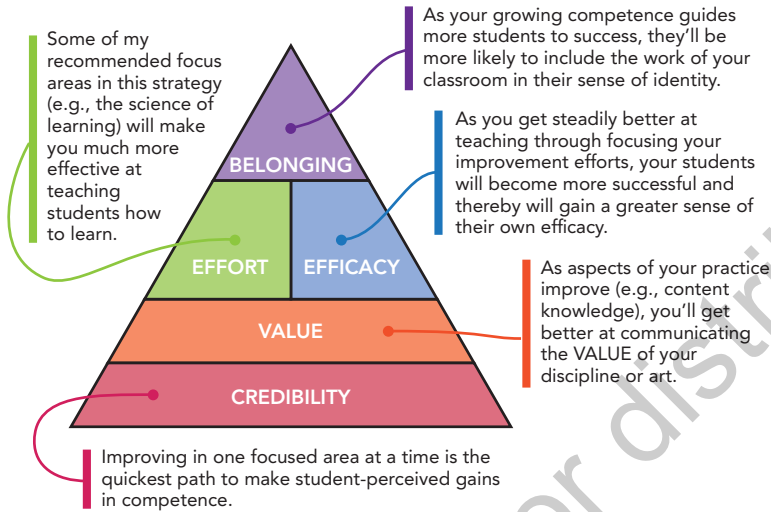 Some of my
recommended focus
areas in this strategy
(e.g., the science of
learning) will make
you much more
effective at
teaching
students how
to learn.
As your growing competence guides
more students to success, they’ll be
more likely to include the work of your
classroom in their sense of identity.
As you get steadily better at
teaching through focusing your
improvement efforts, your students
will become more successful and
thereby will gain a greater sense of
their own efficacy.
As aspects of your practice
improve (e.g., content
knowledge), you’ll get
better at communicating
the VALUE of your
discipline or art.
BELONGING
EFFORT
EFFICACY
VALUE
CREDIBILITY
Improving in one focused area at a time is the
quickest path to make student-perceived gains
in competence.
or distri